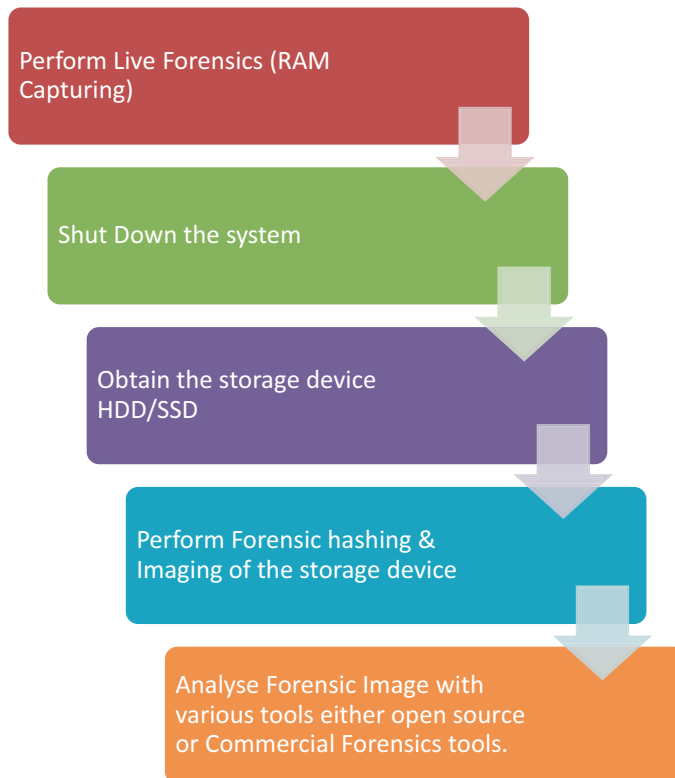 Perform Live Forensics (RAM
Capturing)
Shut Down the system
Obtain the storage device
HDD/SSD
Perform Forensic hashing &
Imaging of the storage device
Analyse Forensic Image with
various tools either open source
or Commercial Forensics tools.